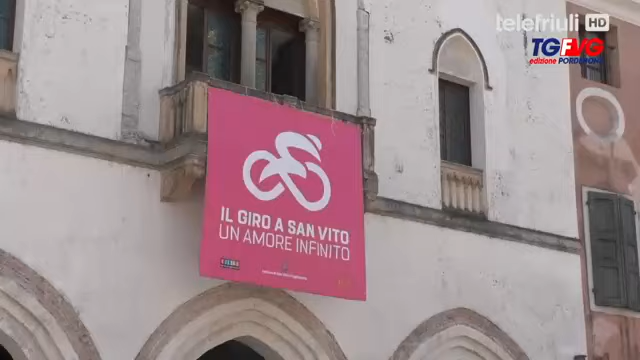 telefriuli HD
TGFVG
edizione PORDENONE
IL GIRO A SAN VITO
UN AMORE INFINITO